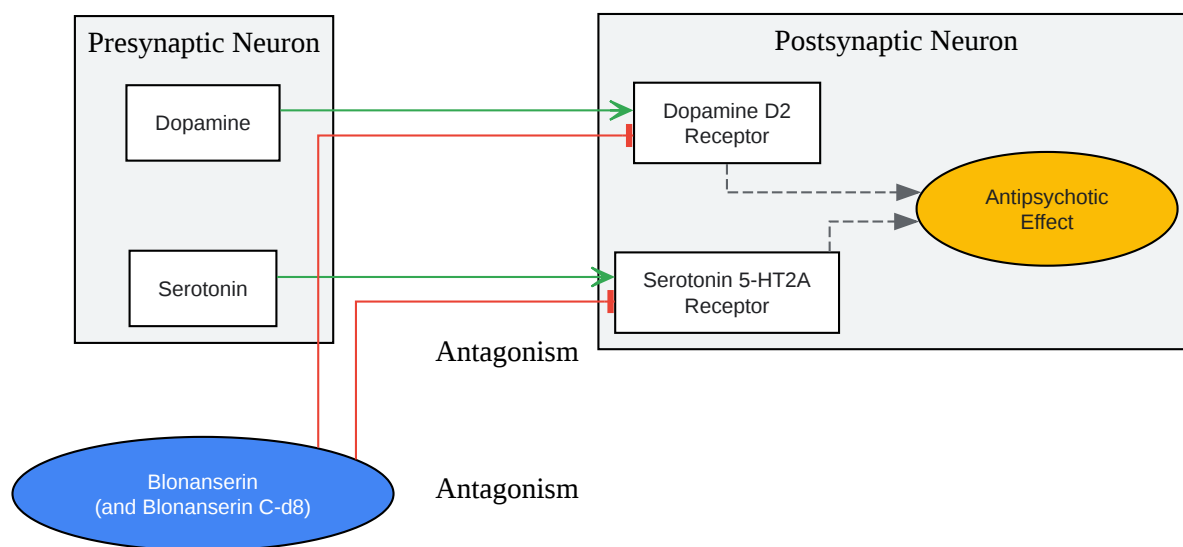 Presynaptic Neuron
Postsynaptic Neuron
Dopamine
Dopamine D2
Receptor
Antipsychotic
Effect
Serotonin
Serotonin 5-HT2A
Receptor
Antagonism
Blonanserin
(and Blonanserin C-d8)
Antagonism